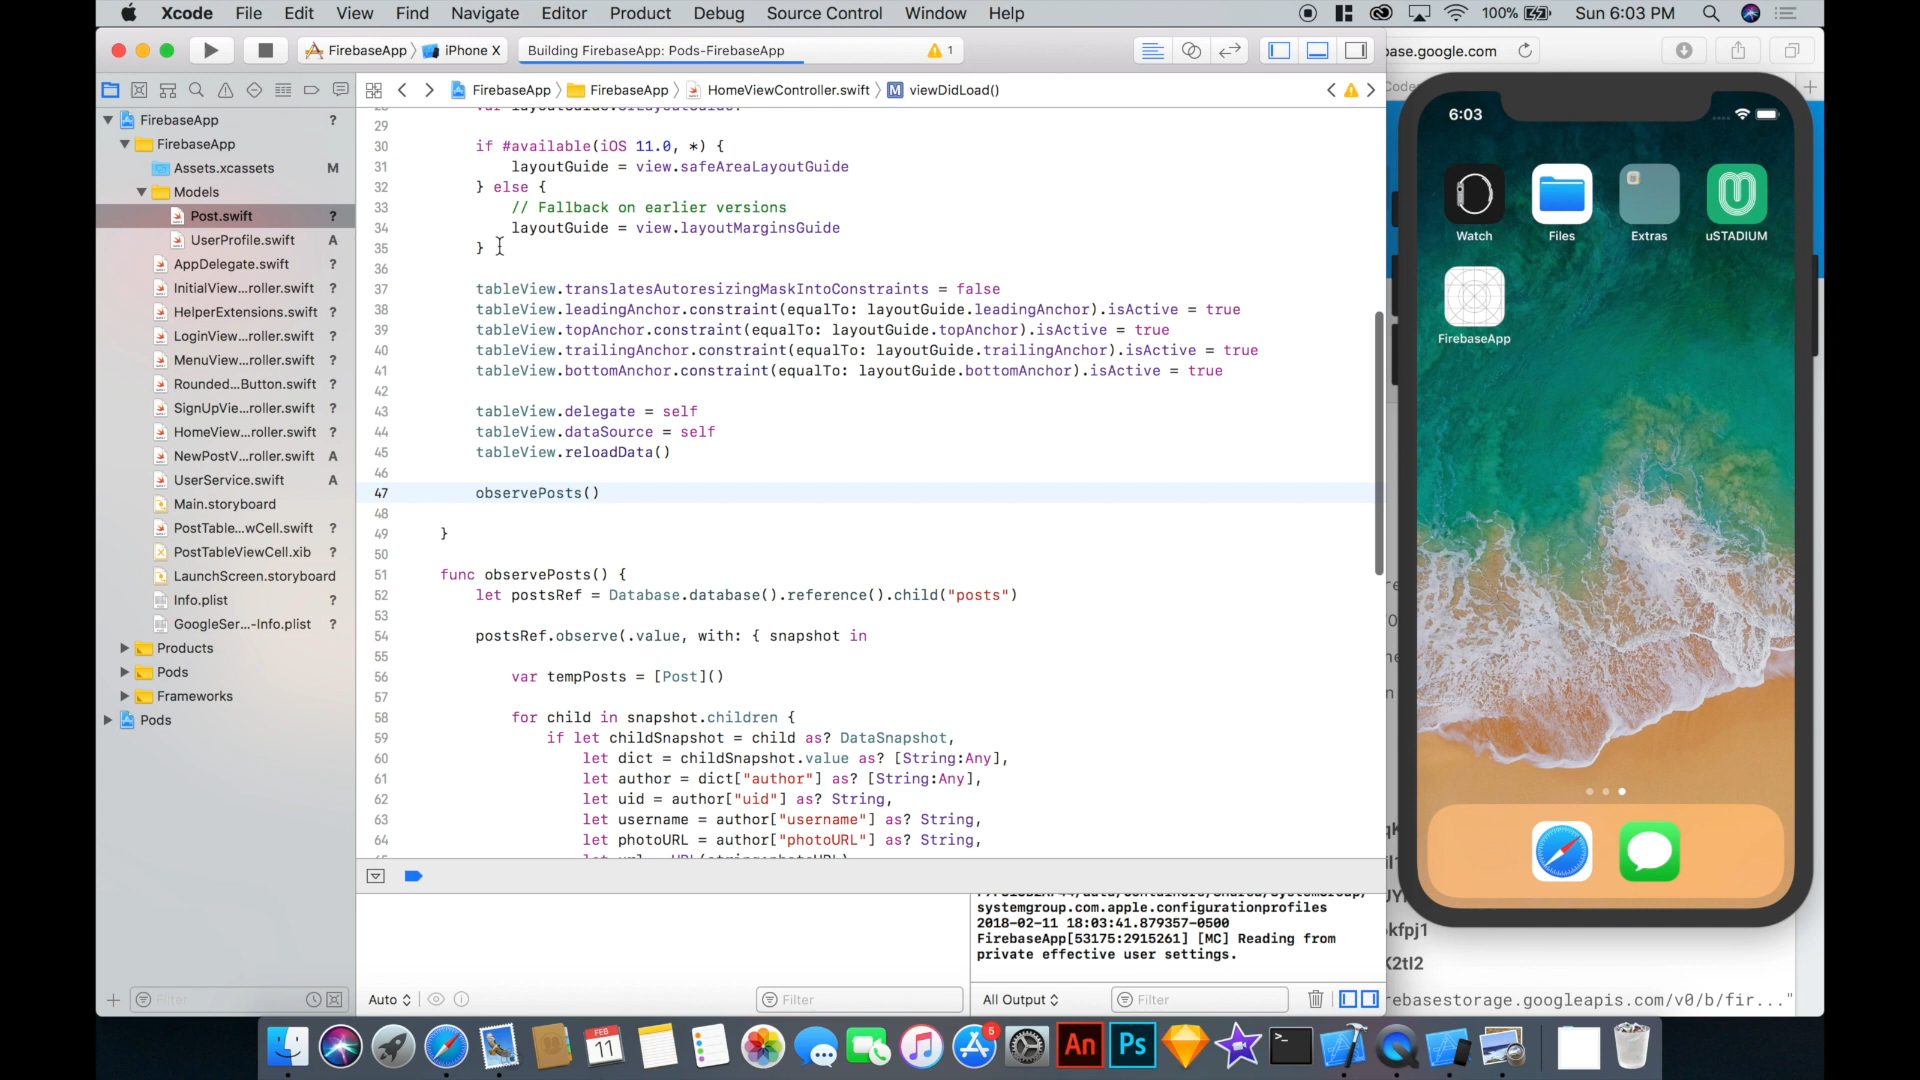 Xcode File Edit View Find Navigate Editor Product Debug Source Control Window Help 100% Sun 6:03 PM
FirebaseApp iPhone X Building FirebaseApp: Pods-FirebaseApp 1
base.google.com
FirebaseApp FirebaseApp HomeViewController.swift M viewDidLoad()
FirebaseApp ?
FirebaseApp
Assets.xcassets M
Models
Post.swift ?
UserProfile.swift A
AppDelegate.swift ?
InitialView...roller.swift ?
HelperExtensions.swift ?
LoginView...roller.swift ?
MenuView...roller.swift ?
Rounded...Button.swift ?
SignUpVie...roller.swift ?
HomeView...roller.swift ?
NewPostV...roller.swift A
UserService.swift A
Main.storyboard
PostTable...wCell.swift ?
PostTableViewCell.xib ?
LaunchScreen.storyboard
Info.plist ?
GoogleSer...-Info.plist ?
Products
Pods
Frameworks
Pods
Filter
29
30 if #available(iOS 11.0, *) {
31 layoutGuide = view.safeAreaLayoutGuide
32 } else {
33 // Fallback on earlier versions
34 layoutGuide = view.layoutMarginsGuide
35 }
36
37 tableView.translatesAutoresizingMaskIntoConstraints = false
38 tableView.leadingAnchor.constraint(equalTo: layoutGuide.leadingAnchor).isActive = true
39 tableView.topAnchor.constraint(equalTo: layoutGuide.topAnchor).isActive = true
40 tableView.trailingAnchor.constraint(equalTo: layoutGuide.trailingAnchor).isActive = true
41 tableView.bottomAnchor.constraint(equalTo: layoutGuide.bottomAnchor).isActive = true
42
43 tableView.delegate = self
44 tableView.dataSource = self
45 tableView.reloadData()
46
47 observePosts()
48
49 }
50
51 func observePosts() {
52 let postsRef = Database.database().reference().child("posts")
53
54 postsRef.observe(.value, with: { snapshot in
55
56 var tempPosts = [Post]()
57
58 for child in snapshot.children {
59 if let childSnapshot = child as? DataSnapshot,
60 let dict = childSnapshot.value as? [String:Any],
61 let author = dict["author"] as? [String:Any],
62 let uid = author["uid"] as? String,
63 let username = author["username"] as? String,
64 let photoURL = author["photoURL"] as? String,
systemgroup.com.apple.configurationprofiles
2018-02-11 18:03:41.879357-0500
FirebaseApp[53175:2915261] [MC] Reading from
private effective user settings.
Auto Filter All Output Filter
6:03
Watch Files Extras uSTADIUM
FirebaseApp
kfpj1
K2tI2
rebasestorage.googleapis.com/v0/b/fir..."
FEB
11
5
An
Ps